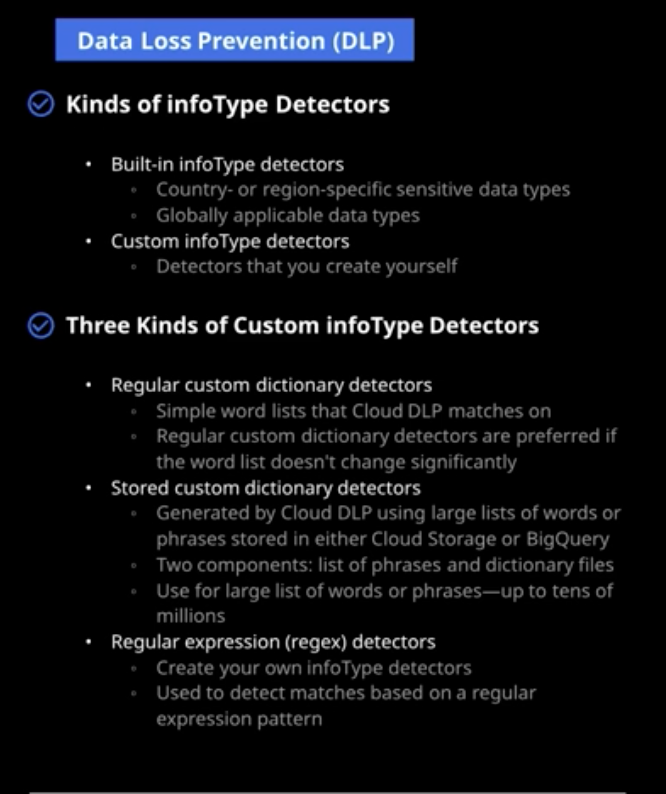 Data Loss Prevention (DLP)
Kinds of infoType Detectors
• Built-in infoType detectors
◦ Country- or region-specific sensitive data types
◦ Globally applicable data types
• Custom infoType detectors
◦ Detectors that you create yourself
Three Kinds of Custom infoType Detectors
• Regular custom dictionary detectors
◦ Simple word lists that Cloud DLP matches on
◦ Regular custom dictionary detectors are preferred if
the word list doesn't change significantly
• Stored custom dictionary detectors
◦ Generated by Cloud DLP using large lists of words or
phrases stored in either Cloud Storage or BigQuery
◦ Two components: list of phrases and dictionary files
◦ Use for large list of words or phrases—up to tens of
millions
• Regular expression (regex) detectors
◦ Create your own infoType detectors
◦ Used to detect matches based on a regular
expression pattern